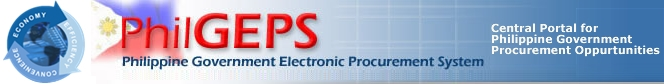 ECONOMY
EFFICIENCY
CONVENIENCE
PhilGEPS
Philippine Government Electronic Procurement System
Central Portal for
Philippine Government
Procurement Oppurtunities